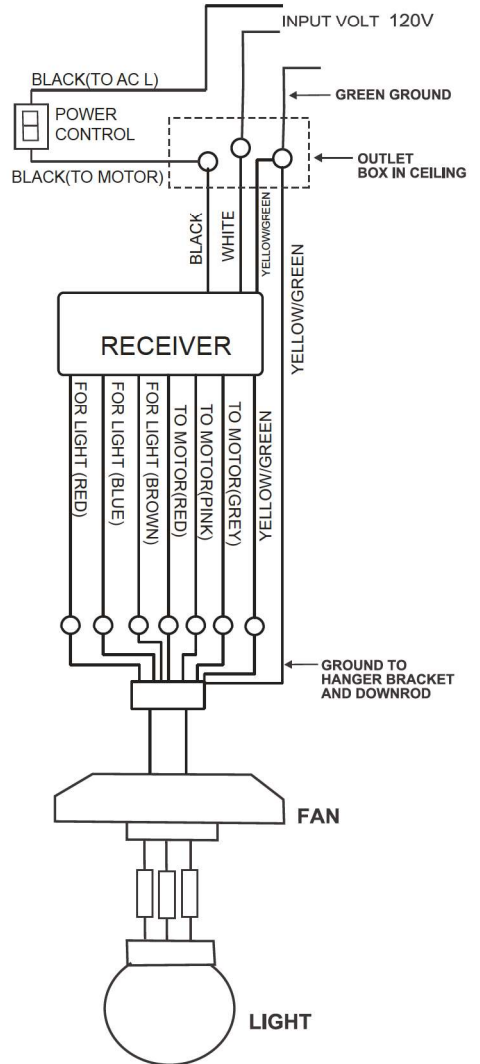 INPUT VOLT 120V
BLACK(TO AC L)
GREEN GROUND
POWER
CONTROL
OUTLET
BOX IN CEILING
BLACK(TO MOTOR)
BLACK
WHITE
YELLOW/GREEN
YELLOW/GREEN
RECEIVER
FOR LIGHT (RED)
FOR LIGHT (BLUE)
FOR LIGHT (BROWN)
TO MOTOR(RED)
TO MOTOR(PINK)
TO MOTOR(GREY)
YELLOW/GREEN
GROUND TO
HANGER BRACKET
AND DOWNROD
FAN
LIGHT